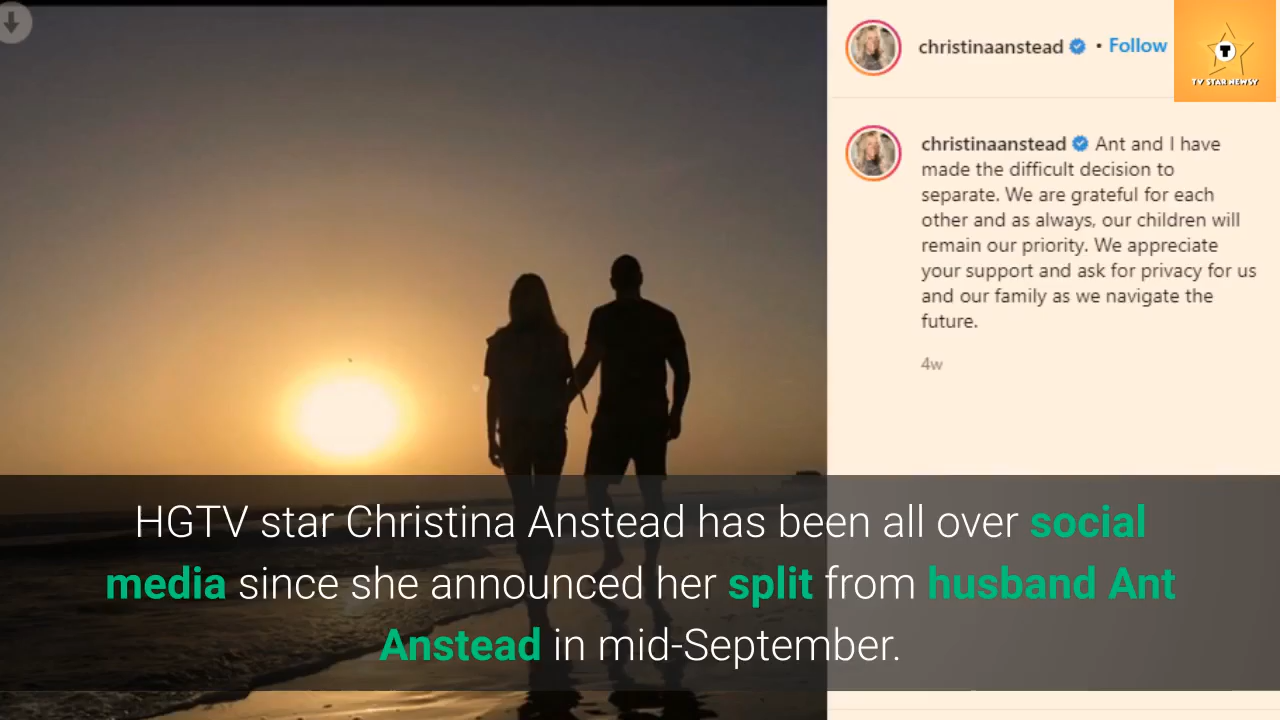 christinaanstead • Follow
T
TV STAR NEWSY
christinaanstead Ant and I have
made the difficult decision to
separate. We are grateful for each
other and as always, our children will
remain our priority. We appreciate
your support and ask for privacy for us
and our family as we navigate the
future.
4w
HGTV star Christina Anstead has been all over social
media since she announced her split from husband Ant
Anstead in mid-September.